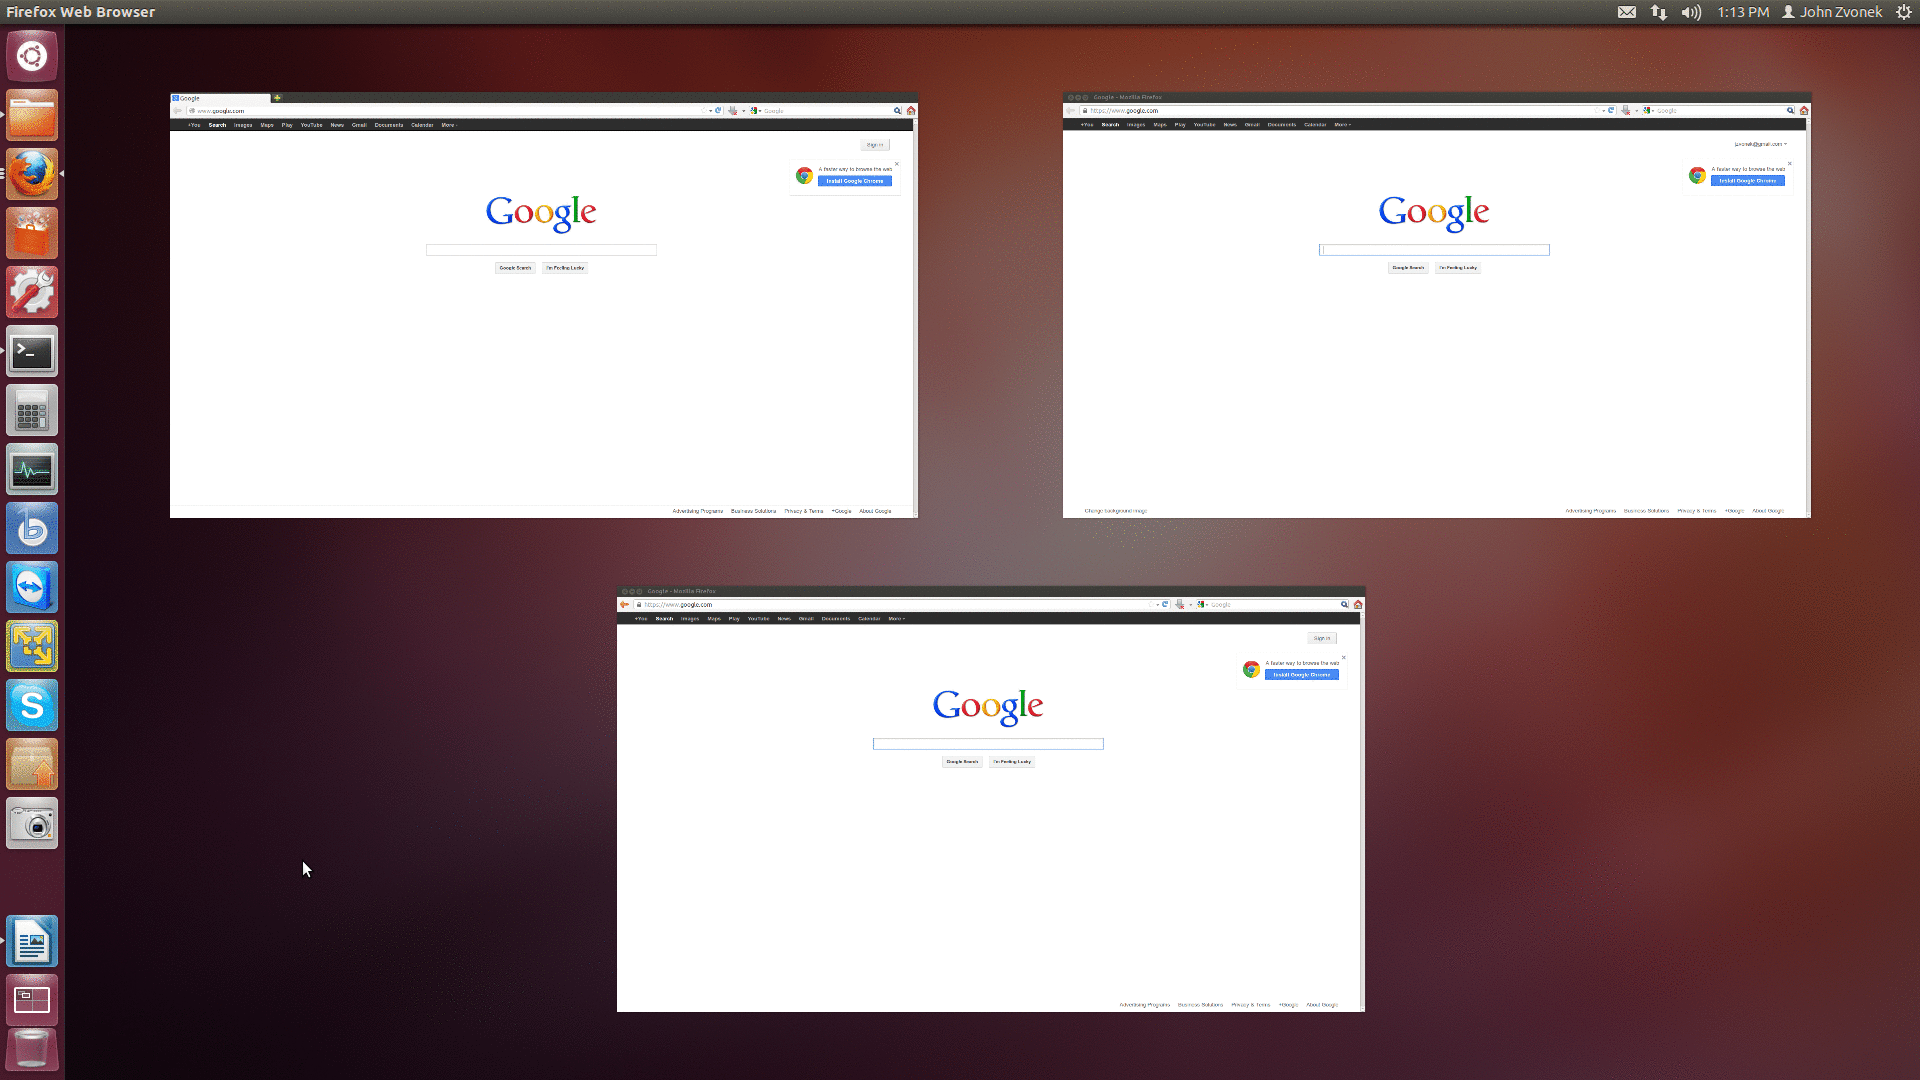 Firefox Web Browser
1:13 PM John Zvonek
Google
www.google.com
Google
+You Search Images Maps Play YouTube News Gmail Documents Calendar More
Sign in
A faster way to browse the web
Install Google Chrome
Google
Google Search I'm Feeling Lucky
Advertising Programs Business Solutions Privacy & Terms +Google About Google
Google - Mozilla Firefox
https://www.google.com
Google
+You Search Images Maps Play YouTube News Gmail Documents Calendar More
jzvonek@gmail.com
A faster way to browse the web
Install Google Chrome
Google
Google Search I'm Feeling Lucky
Change background image
Advertising Programs Business Solutions Privacy & Terms +Google About Google
Google - Mozilla Firefox
https://www.google.com
Google
+You Search Images Maps Play YouTube News Gmail Documents Calendar More
Sign in
A faster way to browse the web
Install Google Chrome
Google
Google Search I'm Feeling Lucky
Advertising Programs Business Solutions Privacy & Terms +Google About Google